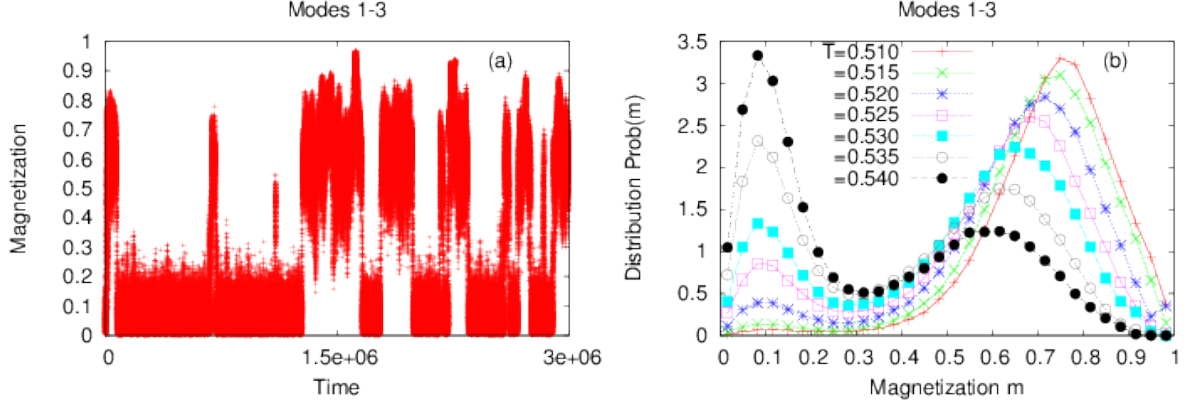 Modes 1-3
(a)
Magnetization
1
0.9
0.8
0.7
0.6
0.5
0.4
0.3
0.2
0.1
0
0 1.5e+06 3e+06
Time
Modes 1-3
(b)
Distribution Prob(m)
3.5
3
2.5
2
1.5
1
0.5
0
T=0.510
=0.515
=0.520
=0.525
=0.530
=0.535
=0.540
0 0.1 0.2 0.3 0.4 0.5 0.6 0.7 0.8 0.9 1
Magnetization m